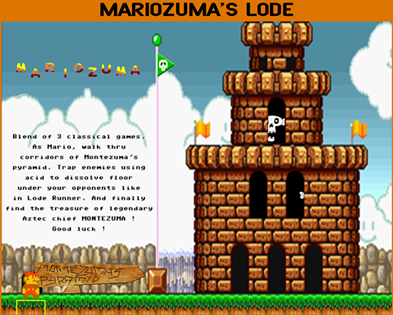 MARIOZUMA'S LODE
MARIOZUMA
Blend of 3 classical games.
As Mario, walk thru
corridors of Montezuma's
pyramid. Trap enemies using
acid to dissolve floor
under your opponents like
in Lode Runner. And finally
find the treasure of legendary
Aztec chief MONTEZUMA !
Good luck !